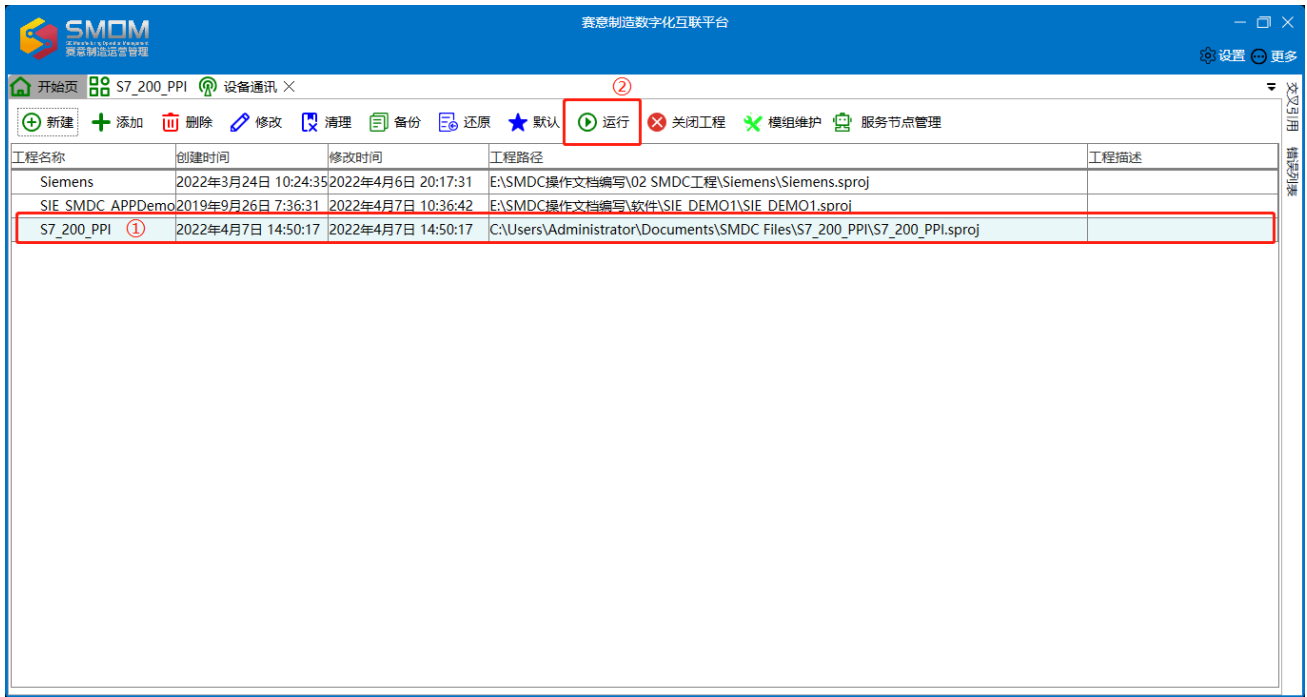 赛意制造数字化互联平台
SMOM
赛意制造运营管理
设置 更多
开始页 S7_200_PPI 设备通讯
②
新建 添加 删除 修改 清理 备份 还原 默认 运行 关闭工程 模组维护 服务节点管理
工程名称 创建时间 修改时间 工程路径 工程描述
Siemens 2022年3月24日 10:24:35 2022年4月6日 20:17:31 E:\SMDC操作文档编写\02 SMDC工程\Siemens\Siemens.sproj
SIE_SMDC_APPDemo 2019年9月26日 7:36:31 2022年4月7日 10:36:42 E:\SMDC操作文档编写\软件\SIE_DEMO1\SIE_DEMO1.sproj
S7_200_PPI ① 2022年4月7日 14:50:17 2022年4月7日 14:50:17 C:\Users\Administrator\Documents\SMDC Files\S7_200_PPI\S7_200_PPI.sproj
交叉引用
错误列表